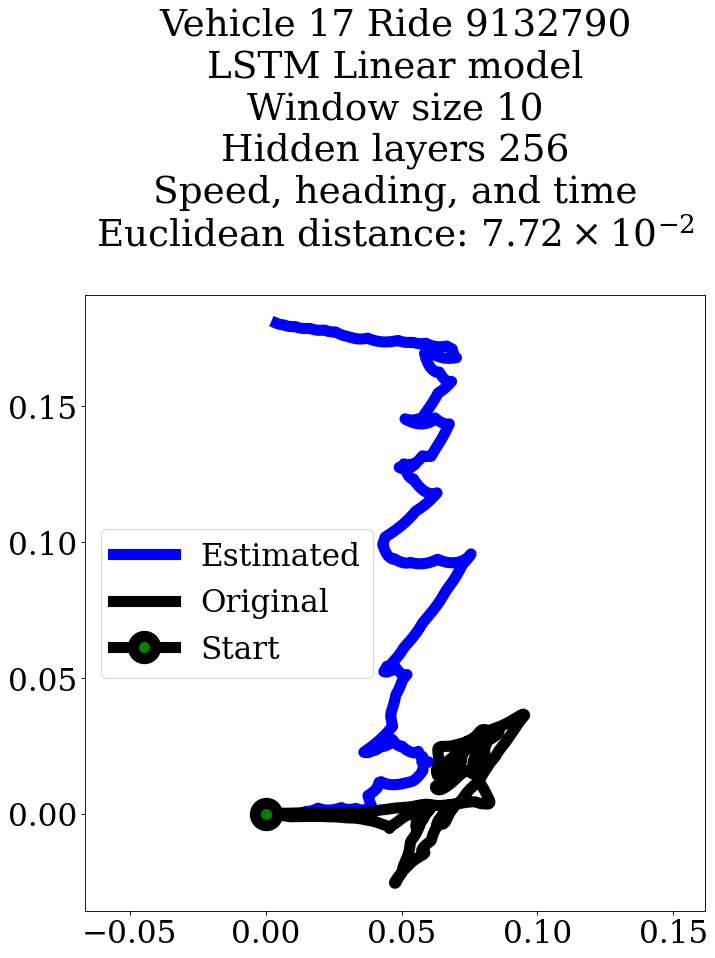 Vehicle 17 Ride 9132790
LSTM Linear model
Window size 10
Hidden layers 256
Speed, heading, and time
Euclidean distance: 7.72 × 10⁻²
0.15
0.10
0.05
0.00
Estimated
Original
Start
−0.05 0.00 0.05 0.10 0.15